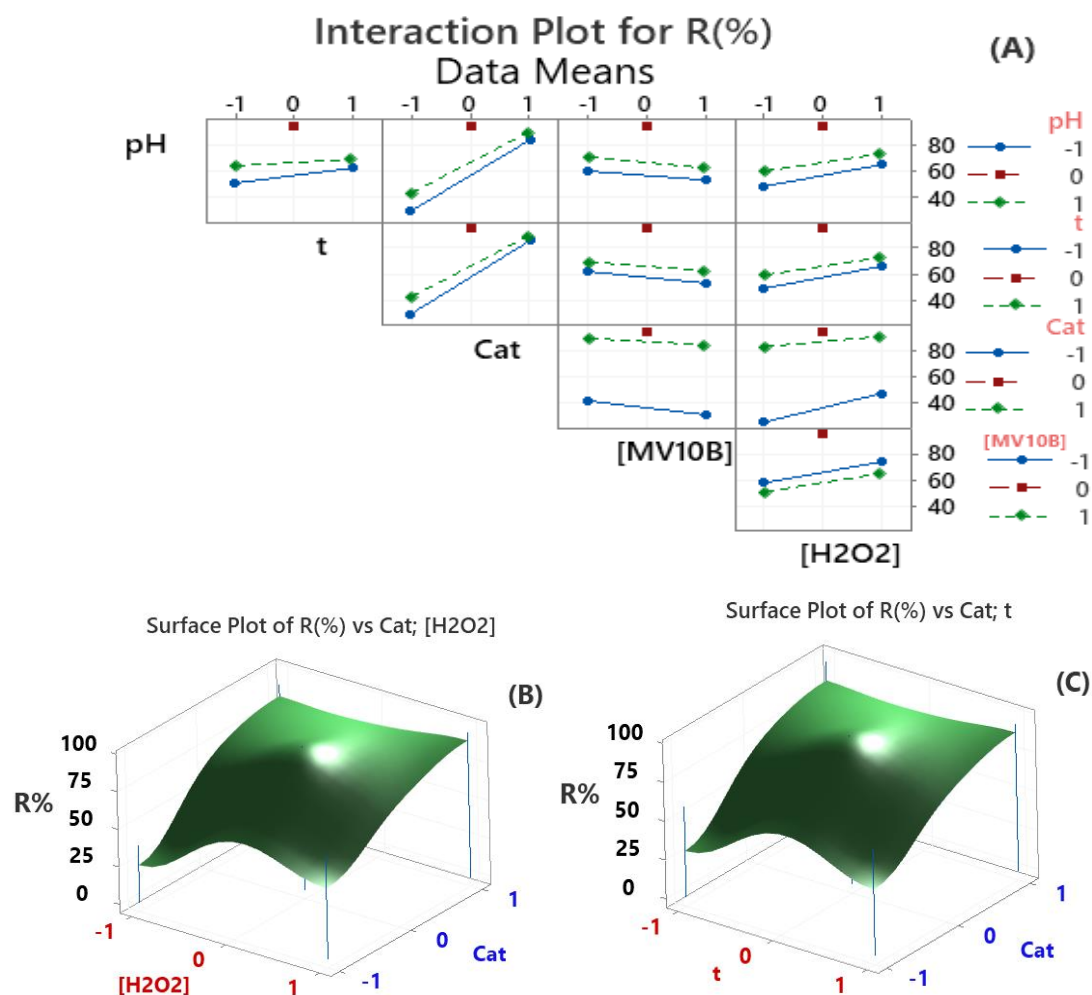 Interaction Plot for R(%)
Data Means
(A)
-1 0 1 -1 0 1 -1 0 1 -1 0 1
pH
80
60
40
pH
-1
0
1
t
80
60
40
t
-1
0
1
Cat
80
60
40
Cat
-1
0
1
[MV10B]
80
60
40
[MV10B]
-1
0
1
[H2O2]
Surface Plot of R(%) vs Cat; [H2O2]
(B)
100
75
50
25
0
R%
-1
0
1
[H2O2]
-1
0
1
Cat
Surface Plot of R(%) vs Cat; t
(C)
100
75
50
25
0
R%
-1
0
1
t
-1
0
1
Cat